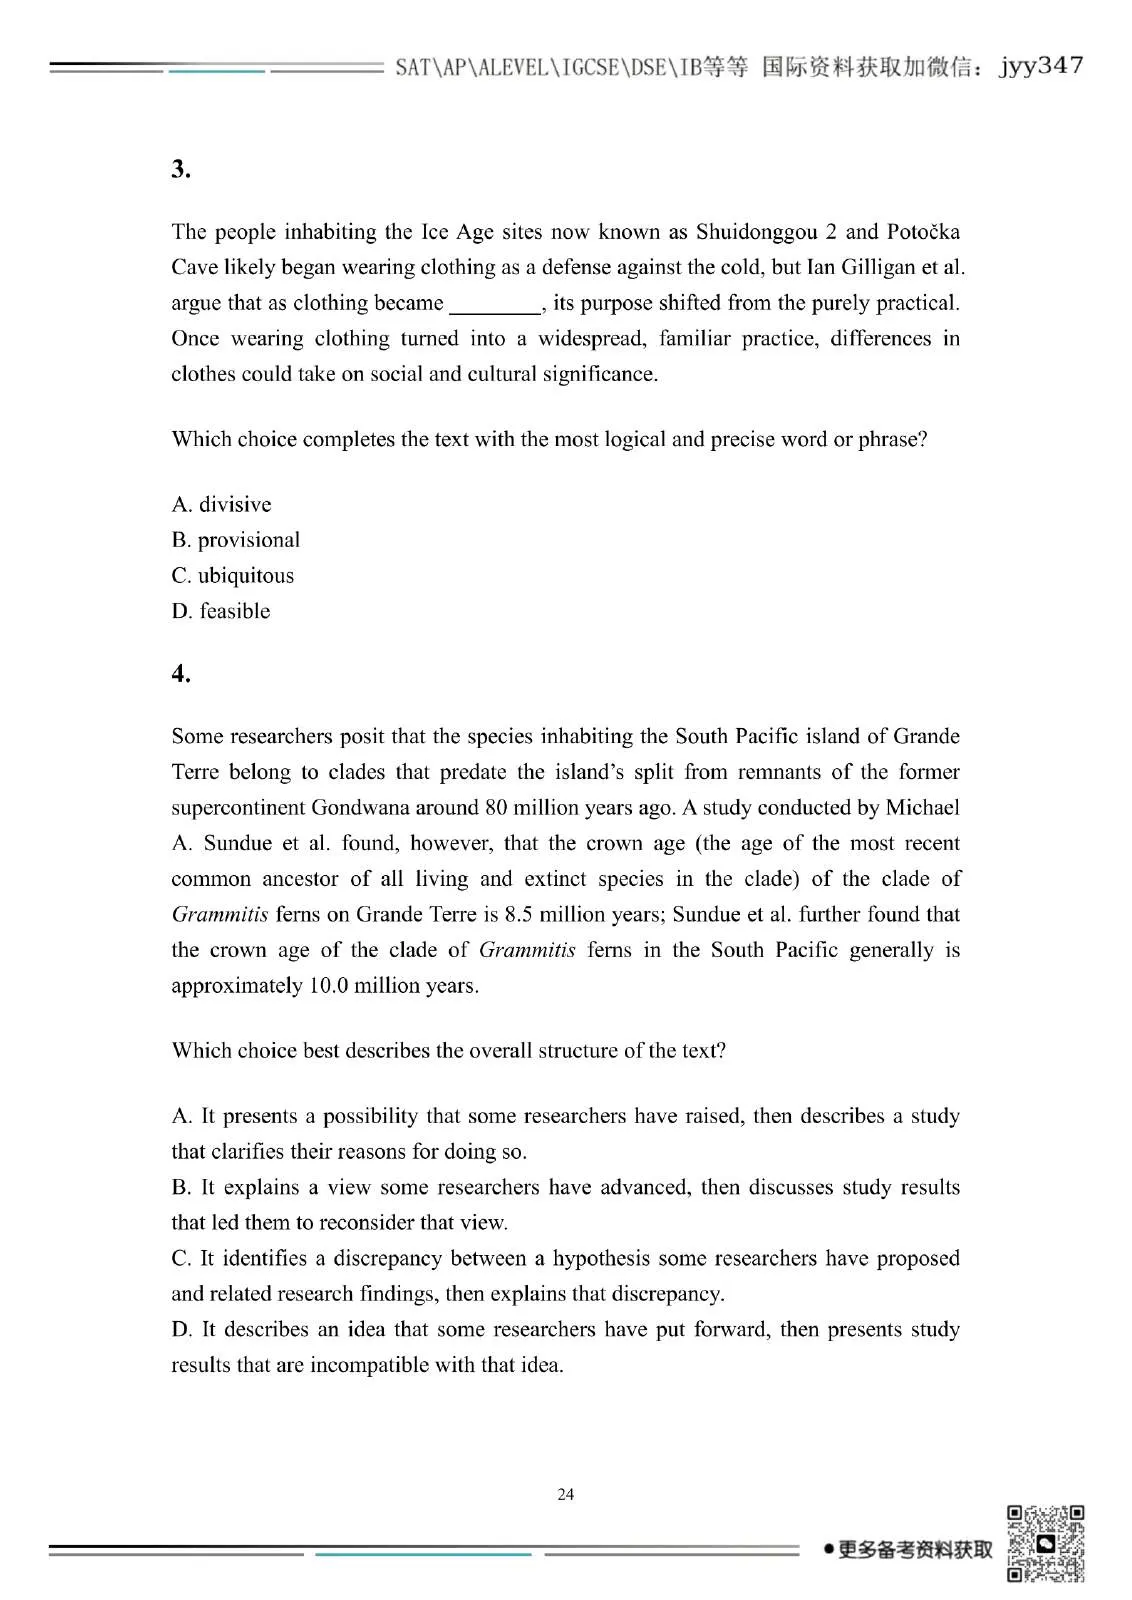 SAT\AP\ALEVEL\IGCSE\DSE\IB等等 国际资料获取加微信：jyy347
3.
The people inhabiting the Ice Age sites now known as Shuidonggou 2 and Potočka
Cave likely began wearing clothing as a defense against the cold, but Ian Gilligan et al.
argue that as clothing became ________, its purpose shifted from the purely practical.
Once wearing clothing turned into a widespread, familiar practice, differences in
clothes could take on social and cultural significance.
Which choice completes the text with the most logical and precise word or phrase?
A. divisive
B. provisional
C. ubiquitous
D. feasible
4.
Some researchers posit that the species inhabiting the South Pacific island of Grande
Terre belong to clades that predate the island’s split from remnants of the former
supercontinent Gondwana around 80 million years ago. A study conducted by Michael
A. Sundue et al. found, however, that the crown age (the age of the most recent
common ancestor of all living and extinct species in the clade) of the clade of
Grammitis ferns on Grande Terre is 8.5 million years; Sundue et al. further found that
the crown age of the clade of Grammitis ferns in the South Pacific generally is
approximately 10.0 million years.
Which choice best describes the overall structure of the text?
A. It presents a possibility that some researchers have raised, then describes a study
that clarifies their reasons for doing so.
B. It explains a view some researchers have advanced, then discusses study results
that led them to reconsider that view.
C. It identifies a discrepancy between a hypothesis some researchers have proposed
and related research findings, then explains that discrepancy.
D. It describes an idea that some researchers have put forward, then presents study
results that are incompatible with that idea.
24
●更多备考资料获取